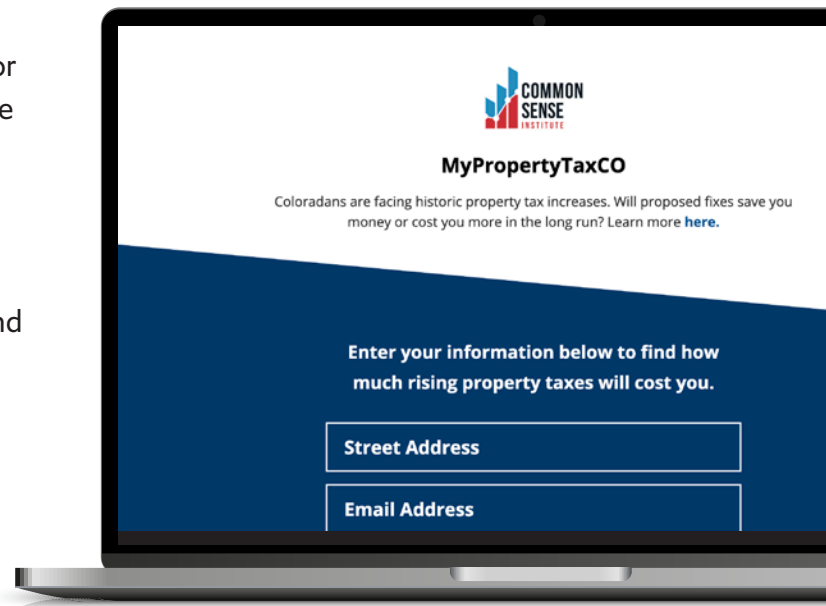 or
e
nd
COMMON
SENSE
INSTITUTE
MyPropertyTaxCO
Coloradans are facing historic property tax increases. Will proposed fixes save you
money or cost you more in the long run? Learn more here.
Enter your information below to find how
much rising property taxes will cost you.
Street Address
Email Address